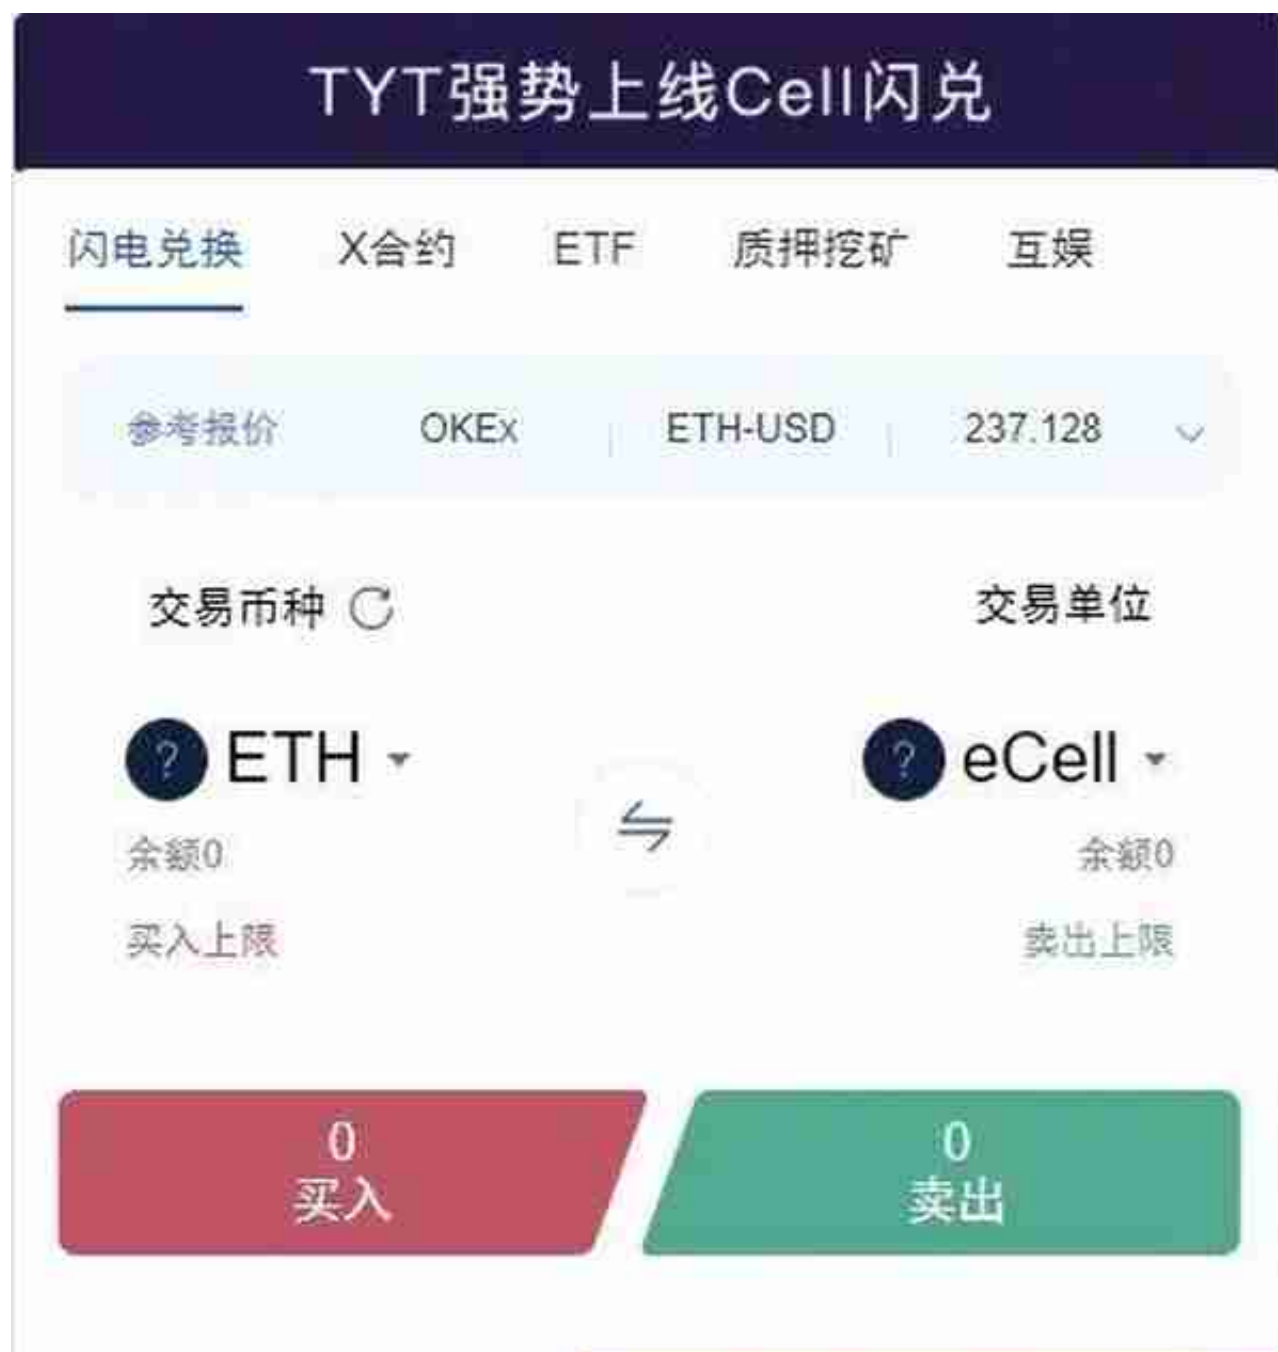 TYT强势上线Cell闪兑
闪电兑换 X合约 ETF 质押挖矿 互娱
参考报价 OKEx ETH-USD 237.128
交易币种 交易单位
? ETH ? eCell
余额0 余额0
买入上限 卖出上限
0 0
买入 卖出